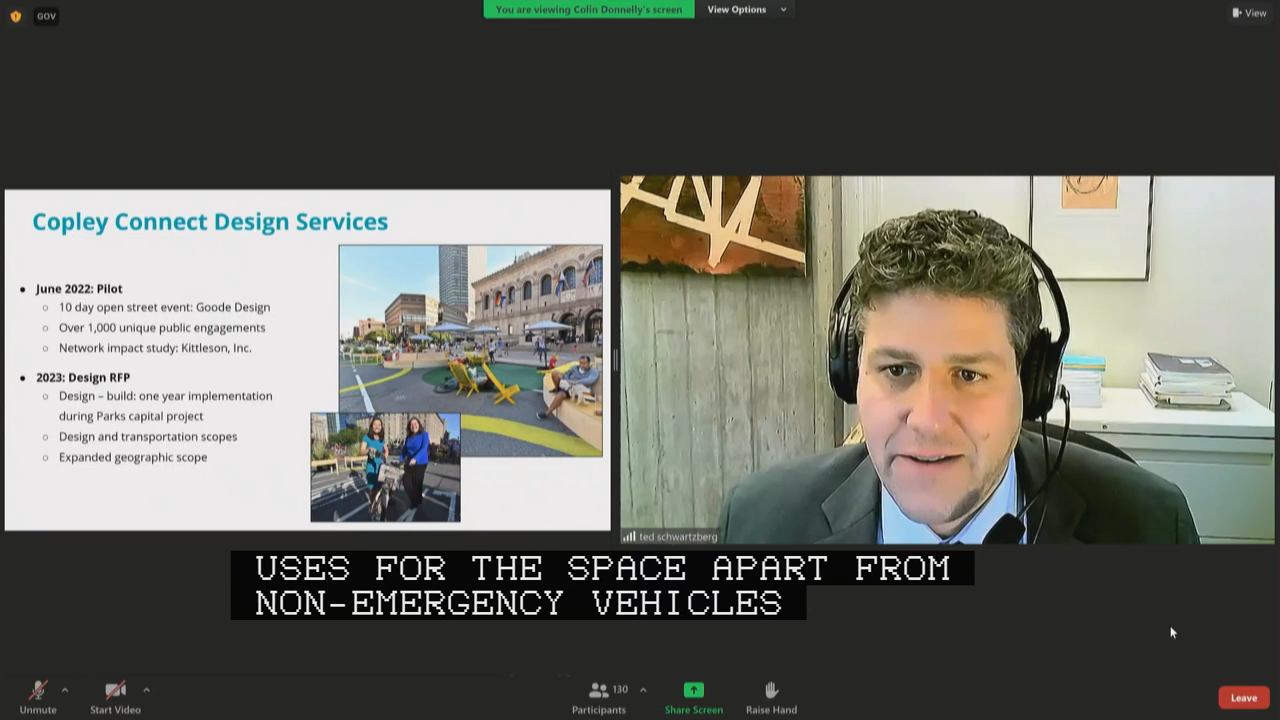 GOV
You are viewing Colin Donnelly's screen
View Options
View
Copley Connect Design Services
• June 2022: Pilot
○ 10 day open street event: Goode Design
○ Over 1,000 unique public engagements
○ Network impact study: Kittleson, Inc.
• 2023: Design RFP
○ Design – build: one year implementation
during Parks capital project
○ Design and transportation scopes
○ Expanded geographic scope
ted schwartzberg
USES FOR THE SPACE APART FROM
NON-EMERGENCY VEHICLES
Unmute
Start Video
130
Participants
Share Screen
Raise Hand
Leave